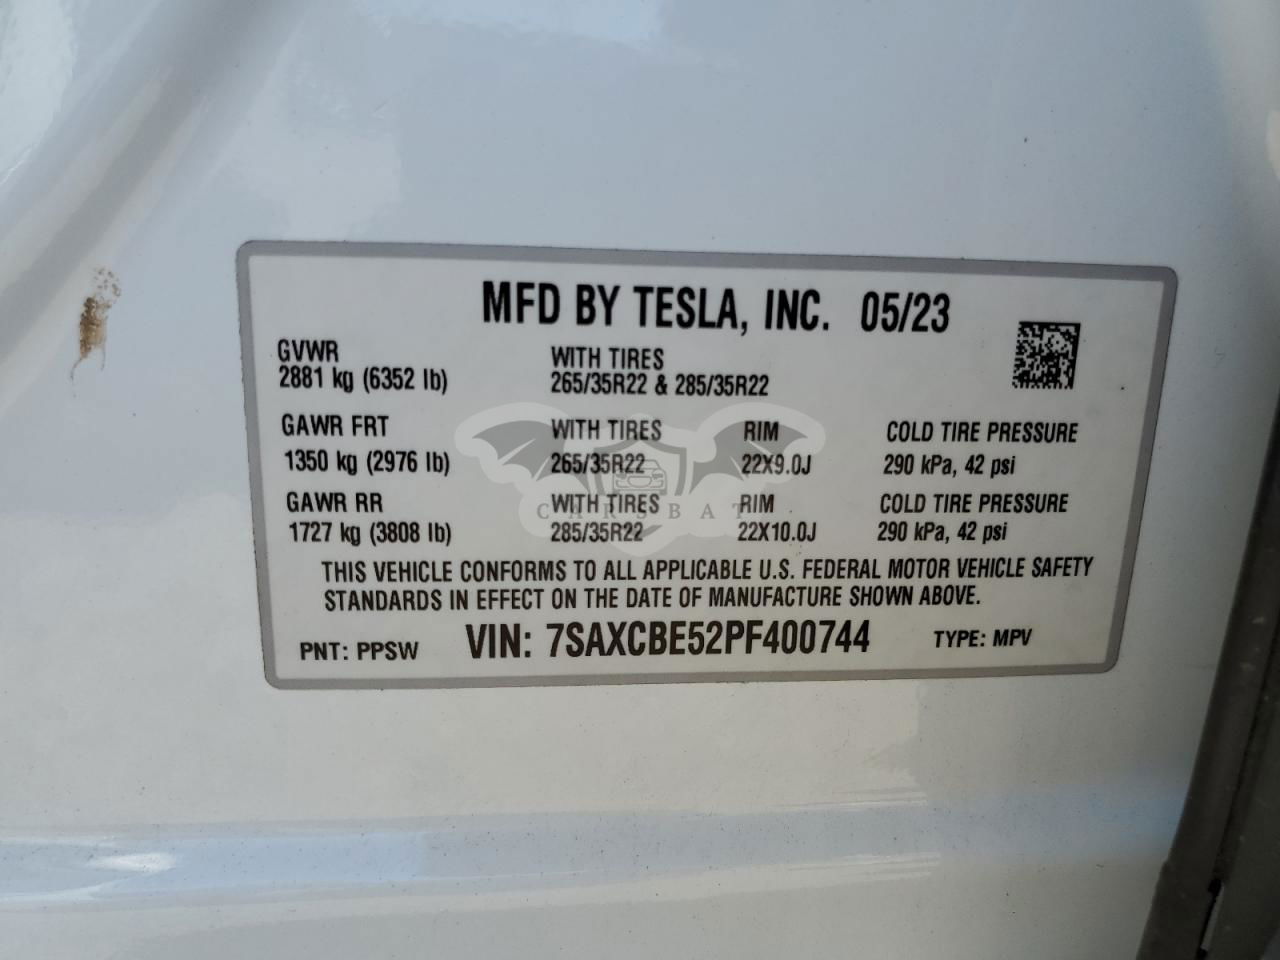 MFD BY TESLA, INC. 05/23
GVWR WITH TIRES
2881 kg (6352 lb) 265/35R22 & 285/35R22
GAWR FRT WITH TIRES RIM COLD TIRE PRESSURE
1350 kg (2976 lb) 265/35R22 22X9.0J 290 kPa, 42 psi
GAWR RR WITH TIRES RIM COLD TIRE PRESSURE
1727 kg (3808 lb) 285/35R22 22X10.0J 290 kPa, 42 psi
CARSBAT
THIS VEHICLE CONFORMS TO ALL APPLICABLE U.S. FEDERAL MOTOR VEHICLE SAFETY
STANDARDS IN EFFECT ON THE DATE OF MANUFACTURE SHOWN ABOVE.
PNT: PPSW VIN: 7SAXCBE52PF400744 TYPE: MPV